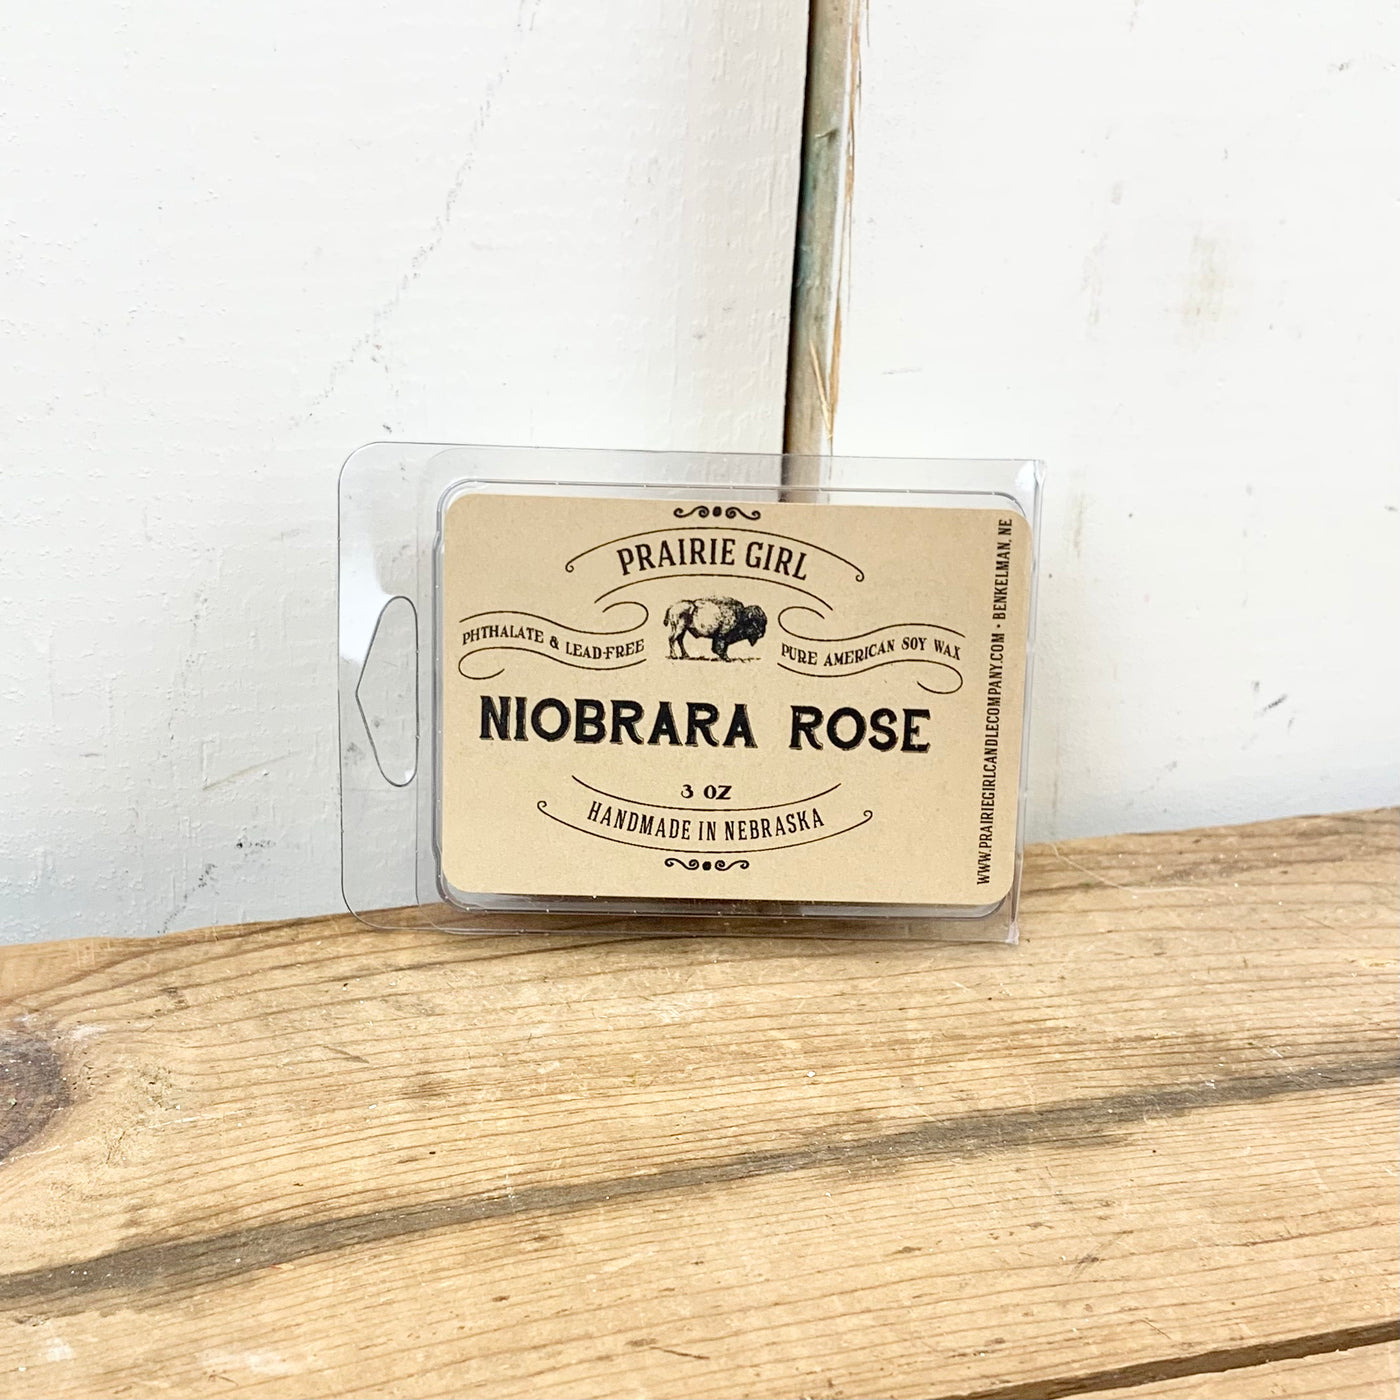 PRAIRIE GIRL
PHTHALATE & LEAD-FREE
PURE AMERICAN SOY WAX
NIOBRARA ROSE
3 OZ
HANDMADE IN NEBRASKA
WWW.PRAIRIEGIRLCANDLECOMPANY.COM • BENKELMAN, NE